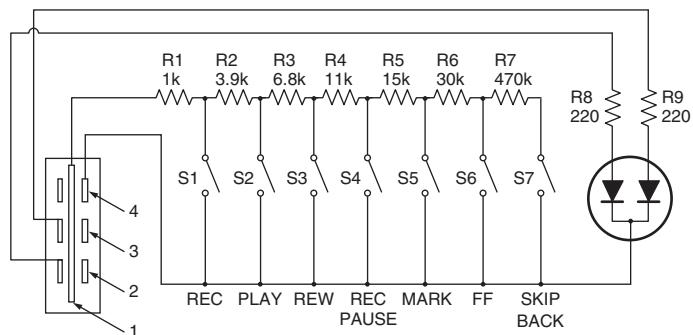 R1 R2 R3 R4 R5 R6 R7
1k 3.9k 6.8k 11k 15k 30k 470k
R8 R9
220 220
S1 S2 S3 S4 S5 S6 S7
4
3
2
1
REC PLAY REW REC MARK FF SKIP
PAUSE BACK